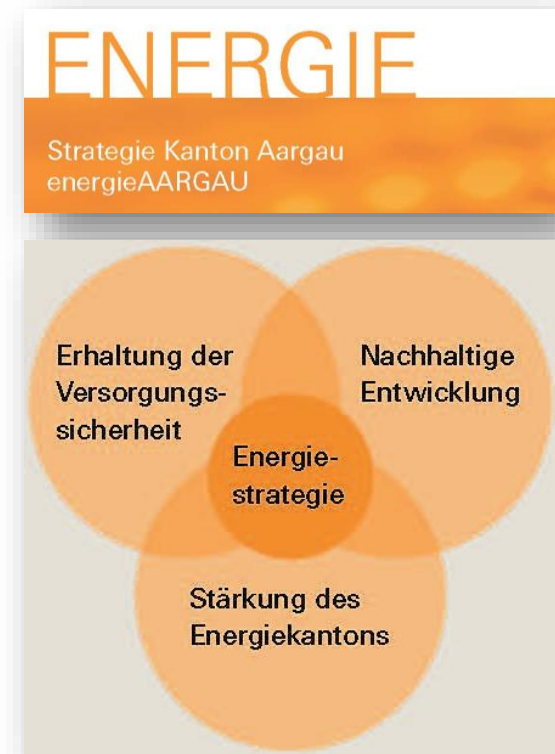 ENERGIE
Strategie Kanton Aargau
energieAARGAU
Erhaltung der
Versorgungs-
sicherheit
Nachhaltige
Entwicklung
Energie-
strategie
Stärkung des
Energiekantons